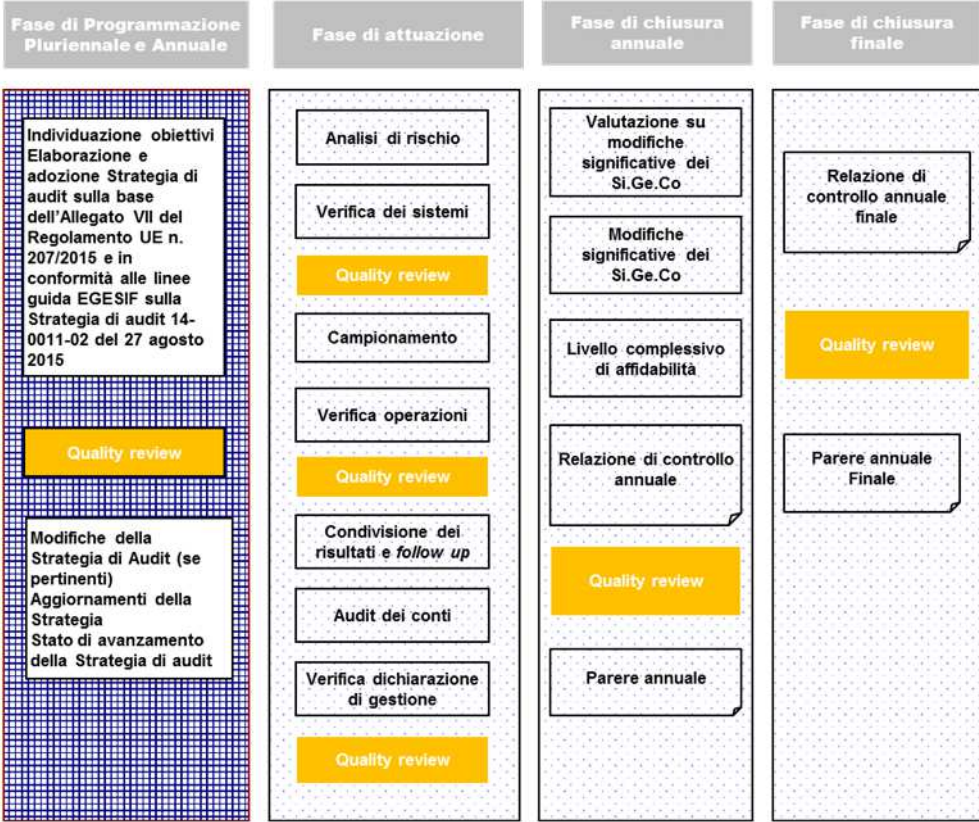 Fase di Programmazione
Pluriennale e Annuale
Individuazione obiettivi
Elaborazione e
adozione Strategia di
audit sulla base
dell'Allegato VII del
Regolamento UE n.
207/2015 e in
conformità alle linee
guida EGESIF sulla
Strategia di audit 14-
0011-02 del 27 agosto
2015
Quality review
Modifiche della
Strategia di Audit (se
pertinenti)
Aggiornamenti della
Strategia
Stato di avanzamento
della Strategia di audit
Fase di attuazione
Analisi di rischio
Verifica dei sistemi
Quality review
Campionamento
Verifica operazioni
Quality review
Condivisione dei
risultati e follow up
Audit dei conti
Verifica dichiarazione
di gestione
Quality review
Fase di chiusura
annuale
Valutazione su
modifiche
significative dei
Si.Ge.Co
Modifiche
significative dei
Si.Ge.Co
Livello complessivo
di affidabilità
Relazione di controllo
annuale
Quality review
Parere annuale
Fase di chiusura
finale
Relazione di
controllo annuale
finale
Quality review
Parere annuale
Finale